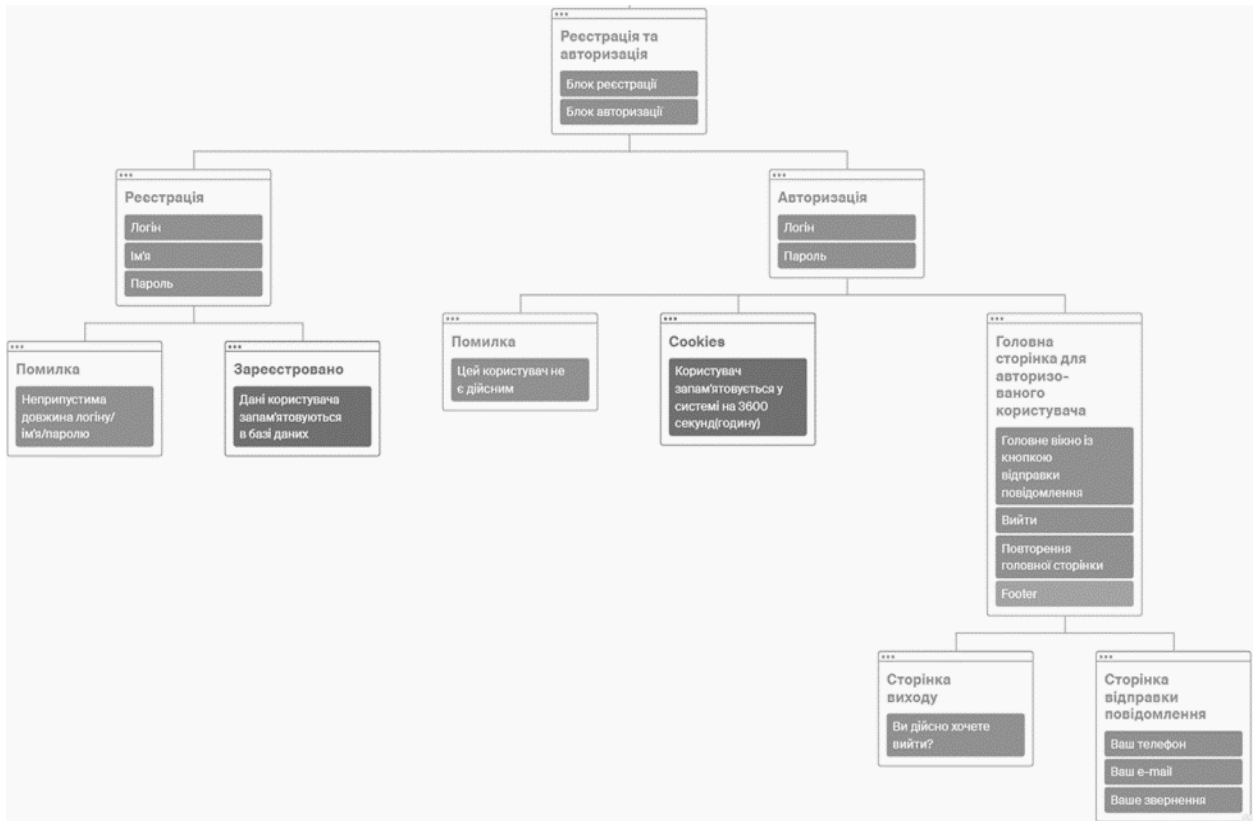 Реєстрація та
авторизація
Блок реєстрації
Блок авторизації
Реєстрація
Логін
Ім'я
Пароль
Авторизація
Логін
Пароль
Помилка
Неприпустима
довжина логіну/
ім'я/паролю
Зареєстровано
Дані користувача
запам'ятовуються
в базі даних
Помилка
Цей користувач не
є дійсним
Cookies
Користувач
запам'ятовується у
системі на 3600
секунд(годину)
Головна
сторінка для
авторизо-
ваного
користувача
Головне вікно із
кнопкою
відправки
повідомлення
Вийти
Повторення
головної сторінки
Footer
Сторінка
виходу
Ви дійсно хочете
вийти?
Сторінка
відправки
повідомлення
Ваш телефон
Ваш e-mail
Ваше звернення